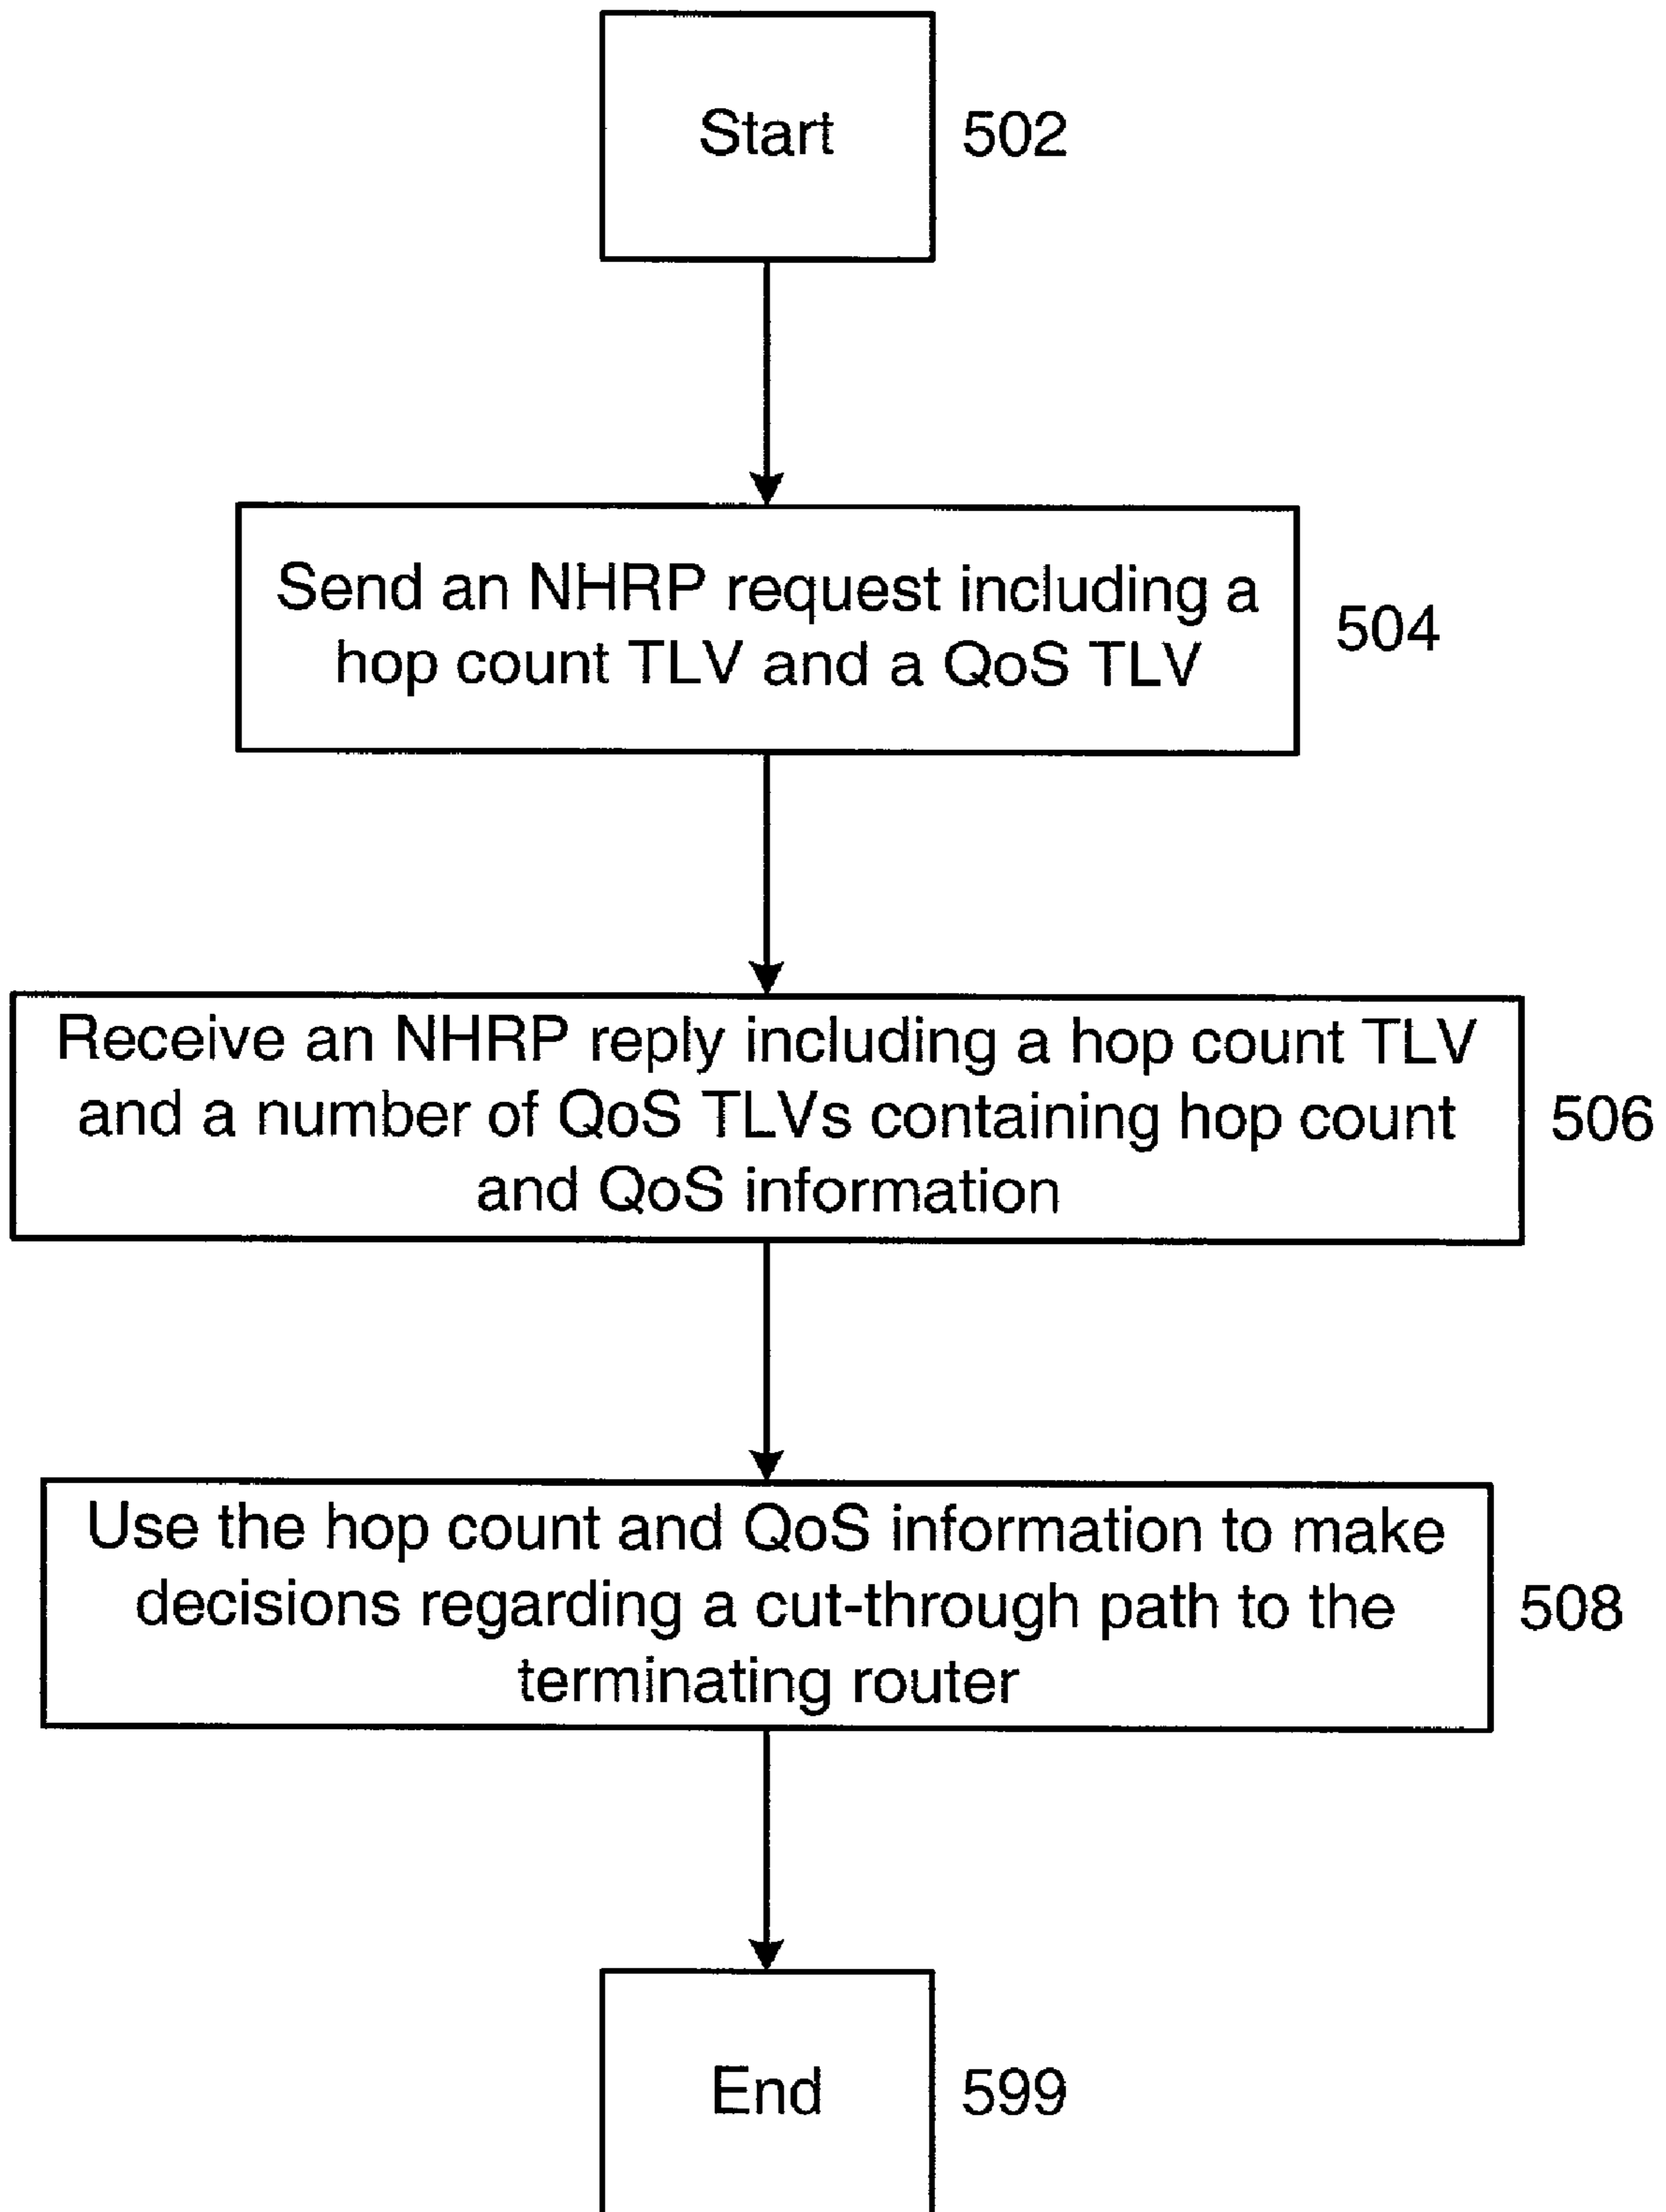 Start
502
Send an NHRP request including a
hop count TLV and a QoS TLV
504
Receive an NHRP reply including a hop count TLV
and a number of QoS TLVs containing hop count
and QoS information
506
Use the hop count and QoS information to make
decisions regarding a cut-through path to the
terminating router
508
End
599